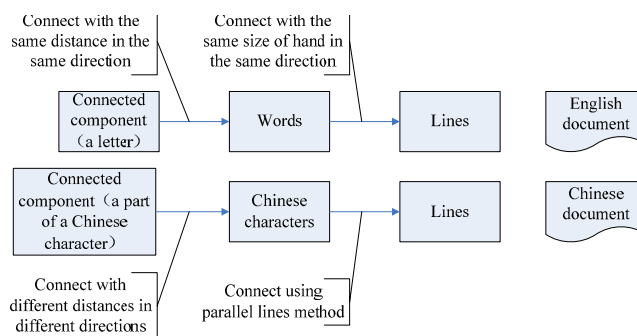 Connect with the
same distance in the
same direction
Connect with the
same size of hand in
the same direction
Connected
component
（a letter）
Words
Lines
English
document
Connected
component（a part
of a Chinese
character）
Chinese
characters
Lines
Chinese
document
Connect with
different distances in
different directions
Connect using
parallel lines method